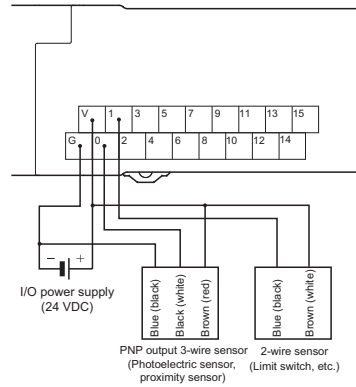 V 1 3 5 7 9 11 13 15
G 0 2 4 6 8 10 12 14
− +
I/O power supply
(24 VDC)
Blue (black)
Black (white)
Brown (red)
Blue (black)
Brown (white)
PNP output 3-wire sensor
(Photoelectric sensor,
proximity sensor)
2-wire sensor
(Limit switch, etc.)